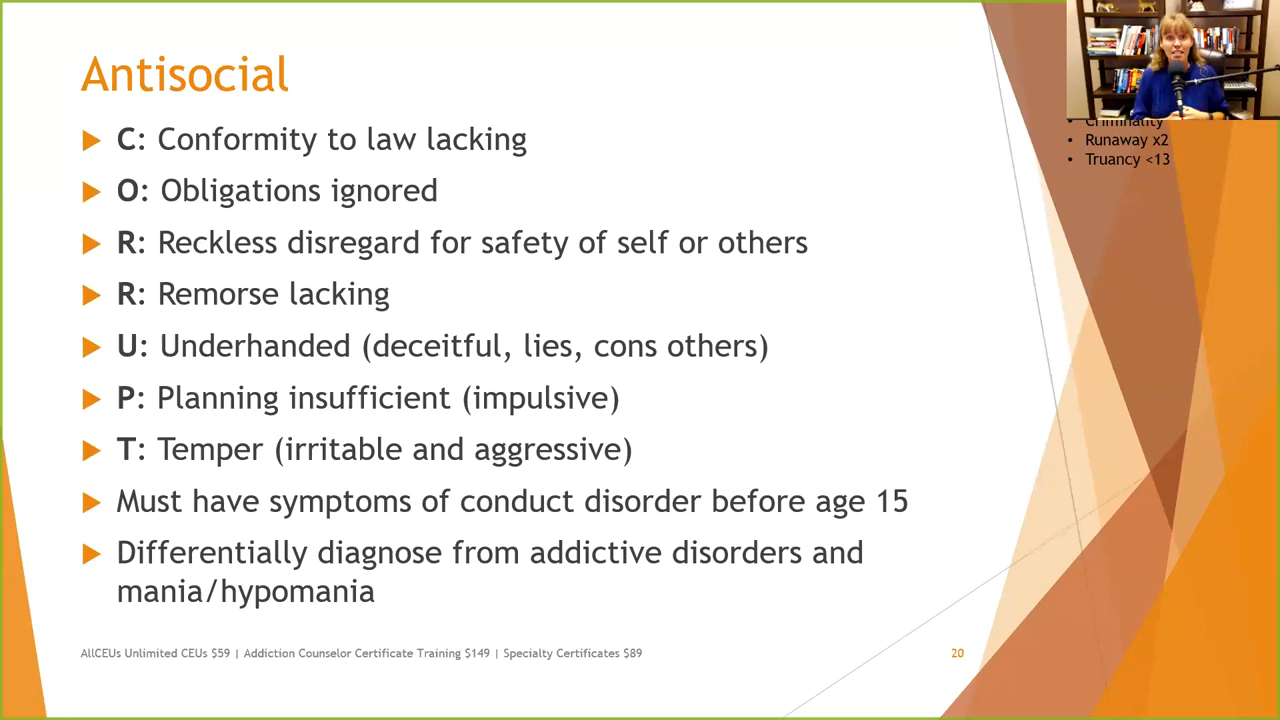 Antisocial
C: Conformity to law lacking
O: Obligations ignored
R: Reckless disregard for safety of self or others
R: Remorse lacking
U: Underhanded (deceitful, lies, cons others)
P: Planning insufficient (impulsive)
T: Temper (irritable and aggressive)
Must have symptoms of conduct disorder before age 15
Differentially diagnose from addictive disorders and
mania/hypomania
• Criminality
• Runaway x2
• Truancy <13
AllCEUs Unlimited CEUs $59 | Addiction Counselor Certificate Training $149 | Specialty Certificates $89
20